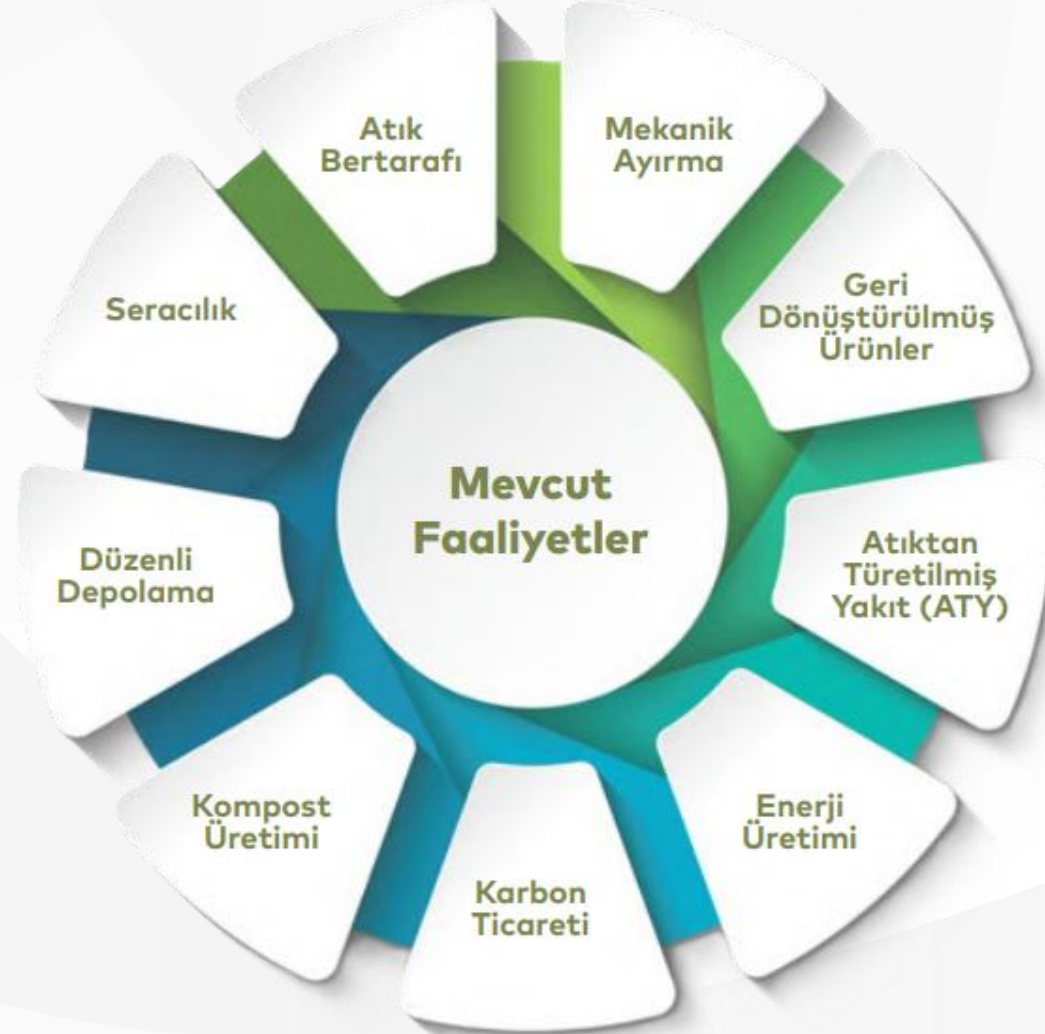 Mevcut
Faaliyetler
Atık
Bertarafı
Mekanik
Ayırma
Geri
Dönüştürülmüş
Ürünler
Atıktan
Türetilmiş
Yakıt (ATY)
Enerji
Üretimi
Karbon
Ticareti
Kompost
Üretimi
Düzenli
Depolama
Seracılık